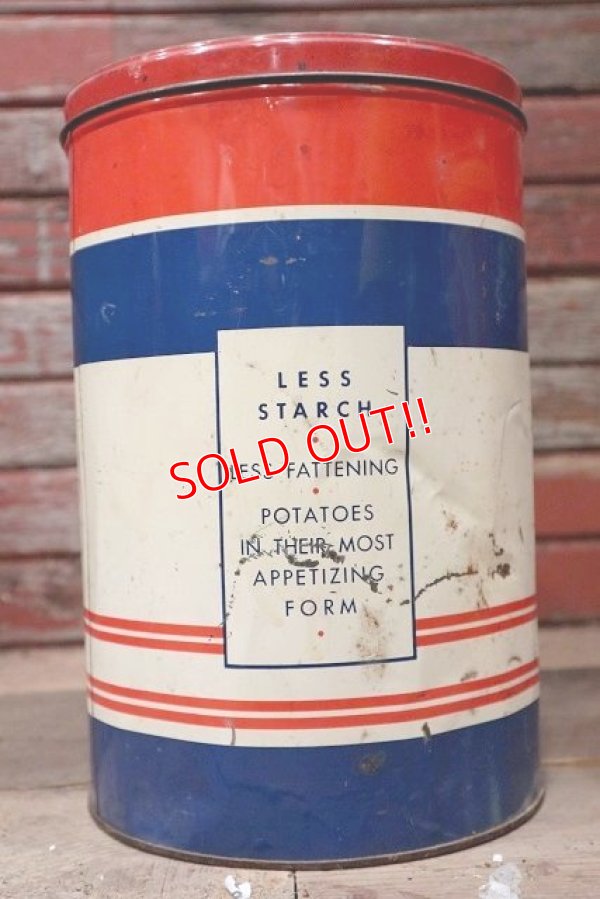 LESS
STARCH
SOLD OUT!!
LESS FATTENING
POTATOES
IN THEIR MOST
APPETIZING
FORM